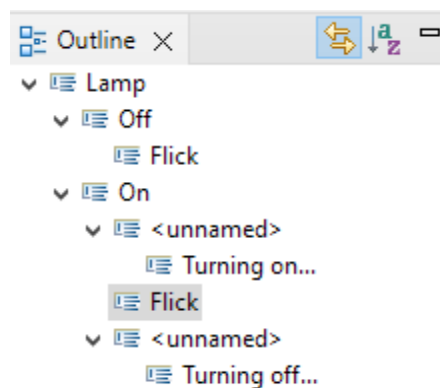 Outline
Lamp
Off
Flick
On
<unnamed>
Turning on...
Flick
<unnamed>
Turning off...